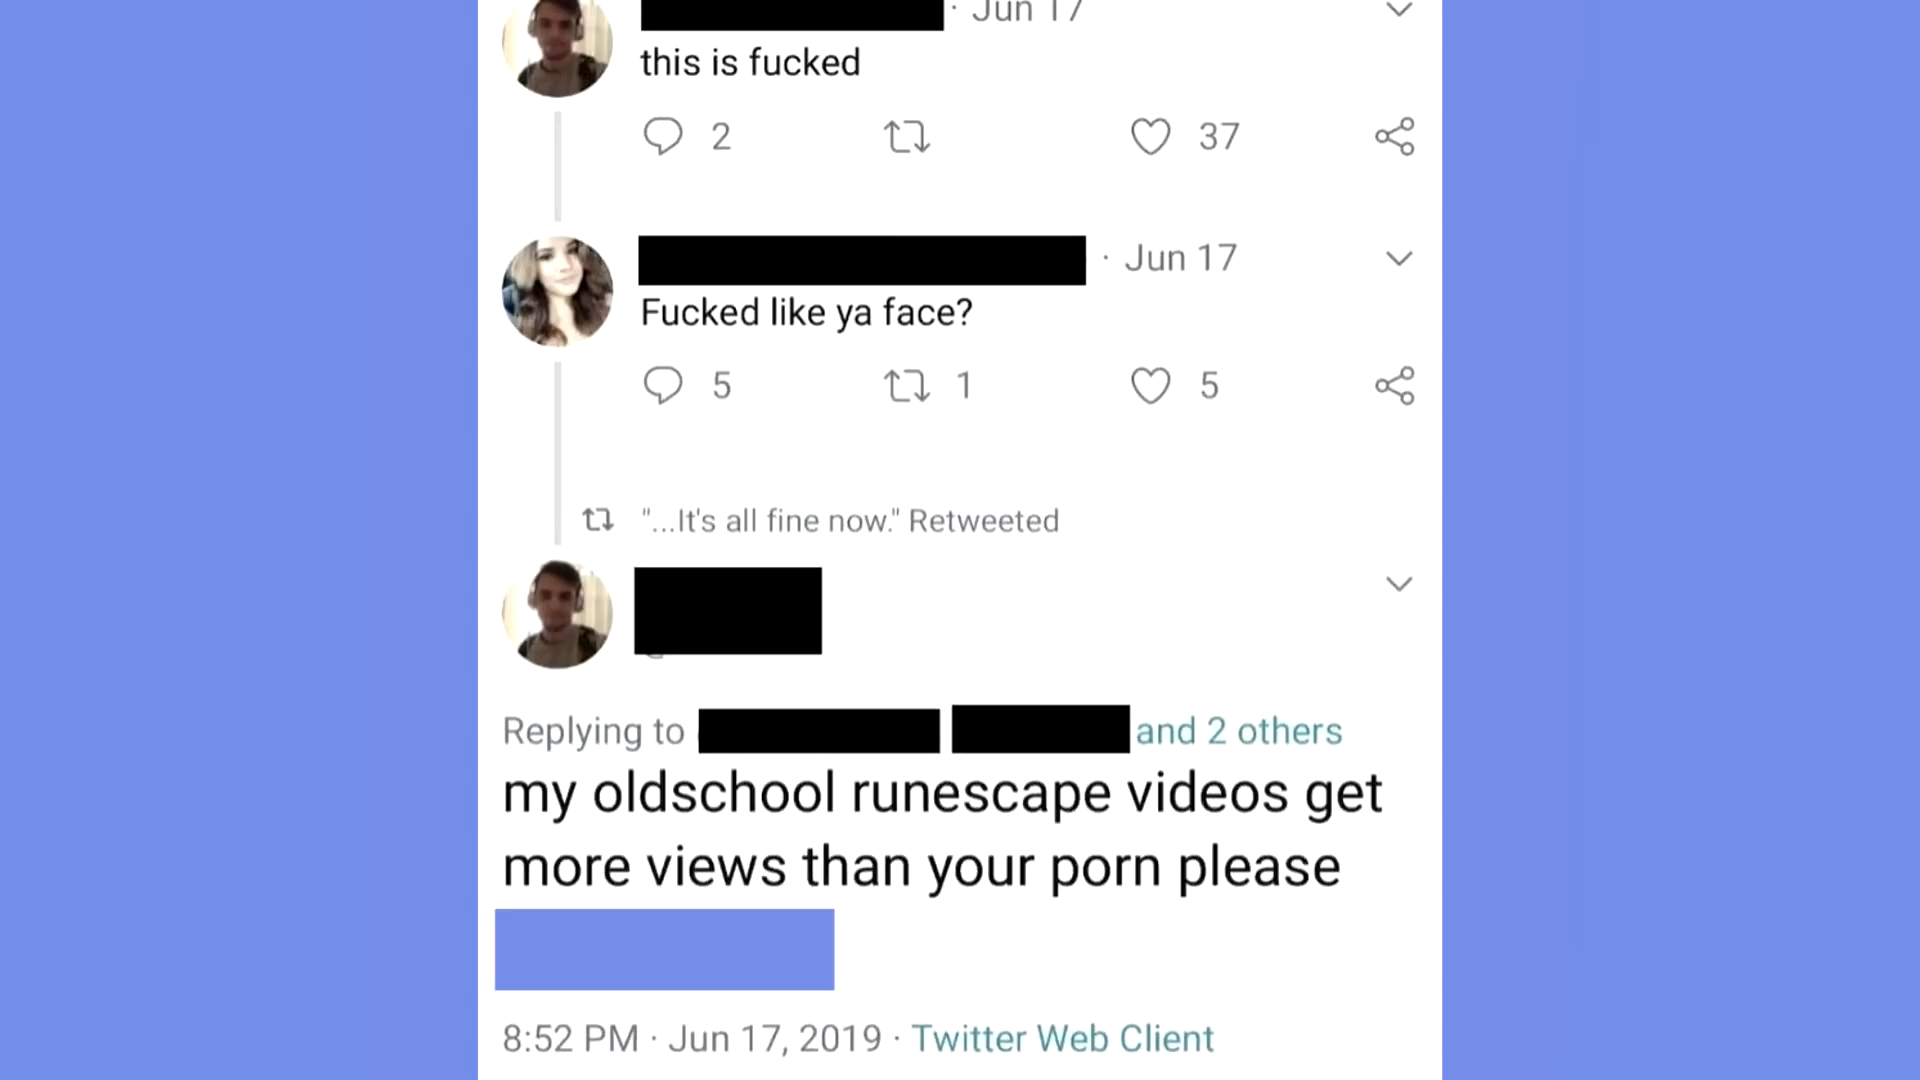 · Jun 17
this is fucked
2 37
· Jun 17
Fucked like ya face?
5 1 5
"...It's all fine now." Retweeted
Replying to and 2 others
my oldschool runescape videos get
more views than your porn please
8:52 PM · Jun 17, 2019 · Twitter Web Client